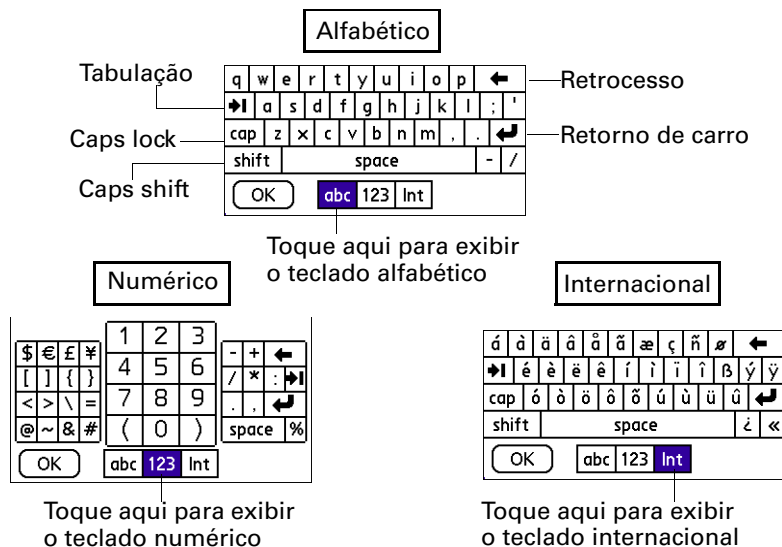 Alfabético
Tabulação
q w e r t y u i o p
Retrocesso
a s d f g h j k l ; '
Caps lock
cap z x c v b n m , .
Retorno de carro
shift space - /
Caps shift
OK abc 123 Int
Toque aqui para exibir
o teclado alfabético
Numérico
1 2 3
$ € £ ¥
- +
4 5 6
[ ] { }
/ * :
7 8 9
< > \ =
. ,
( 0 )
@ ~ & #
space %
OK abc 123 Int
Toque aqui para exibir
o teclado numérico
Internacional
á à ä â å ã æ ç ñ ø
é è ë ê í ì ï î ß ý ÿ
cap ó ò ö ô õ ú ù ü û
shift space ¿ «
OK abc 123 Int
Toque aqui para exibir
o teclado internacional